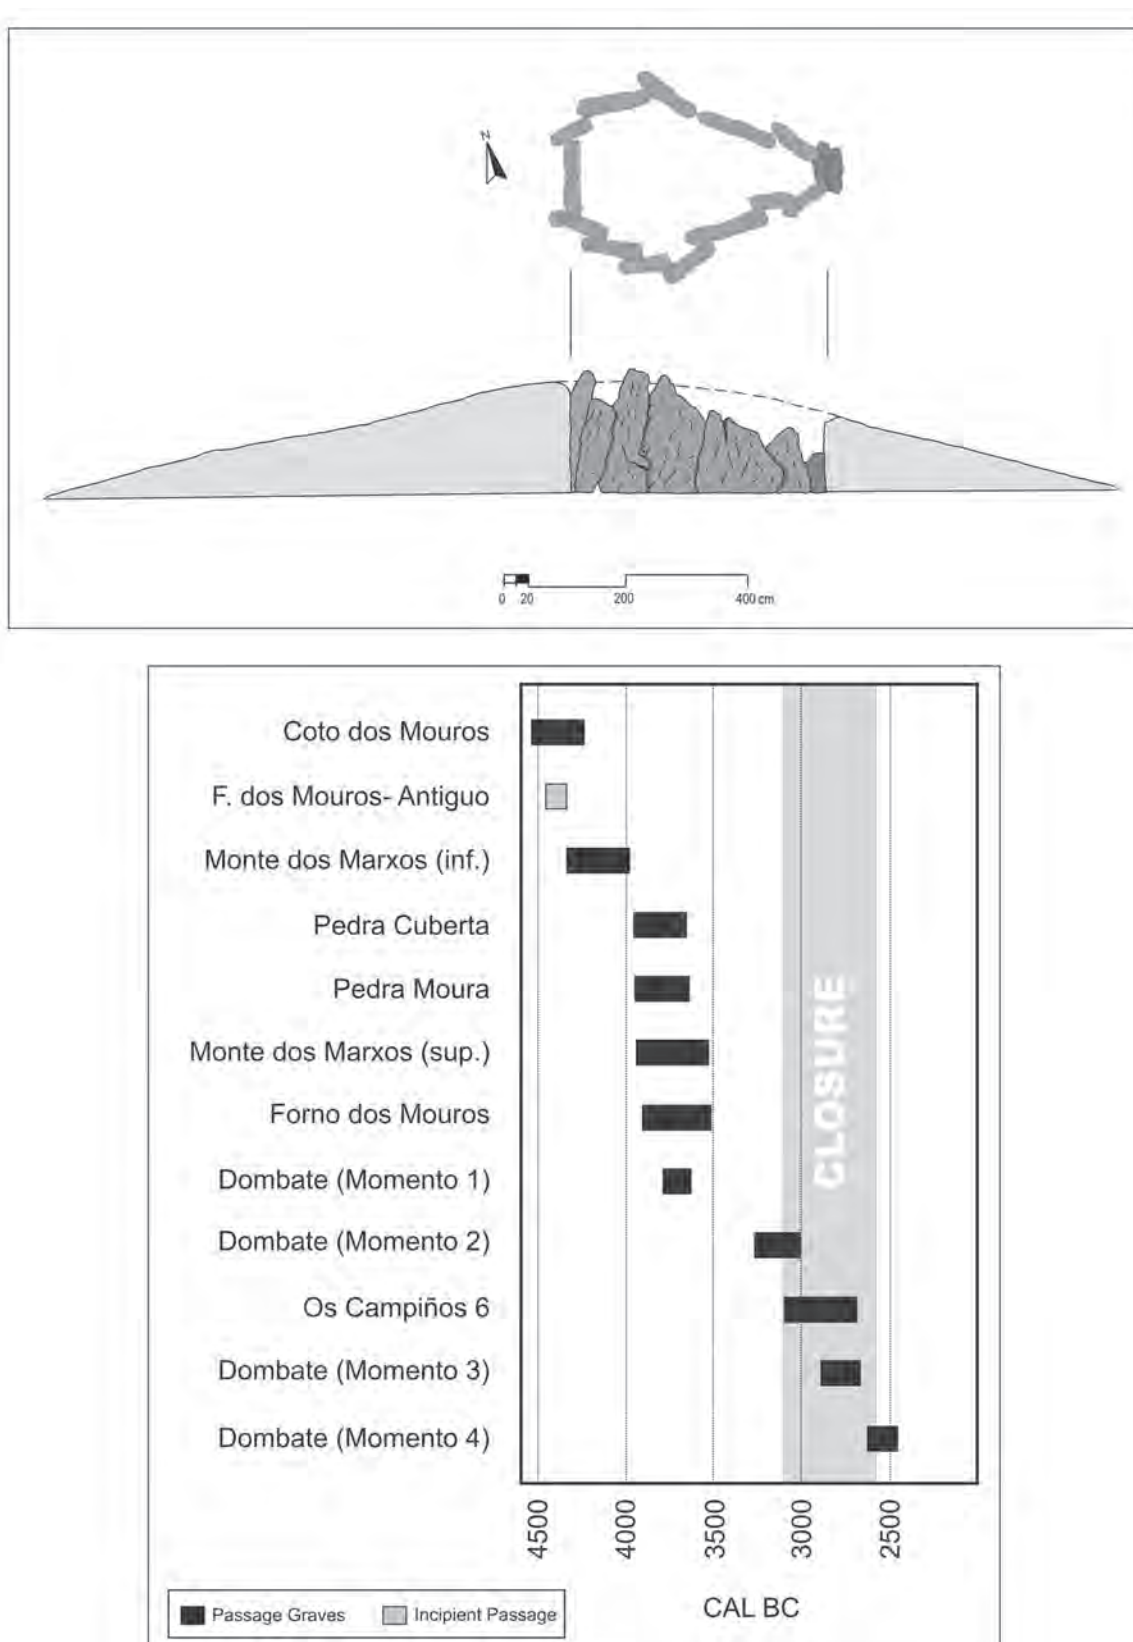 N
0 20 200 400 cm
Coto dos Mouros
F. dos Mouros- Antiguo
Monte dos Marxos (inf.)
Pedra Cuberta
Pedra Moura
Monte dos Marxos (sup.)
Forno dos Mouros
Dombate (Momento 1)
Dombate (Momento 2)
Os Campiños 6
Dombate (Momento 3)
Dombate (Momento 4)
CLOSURE
4500 4000 3500 3000 2500
CAL BC
Passage Graves Incipient Passage